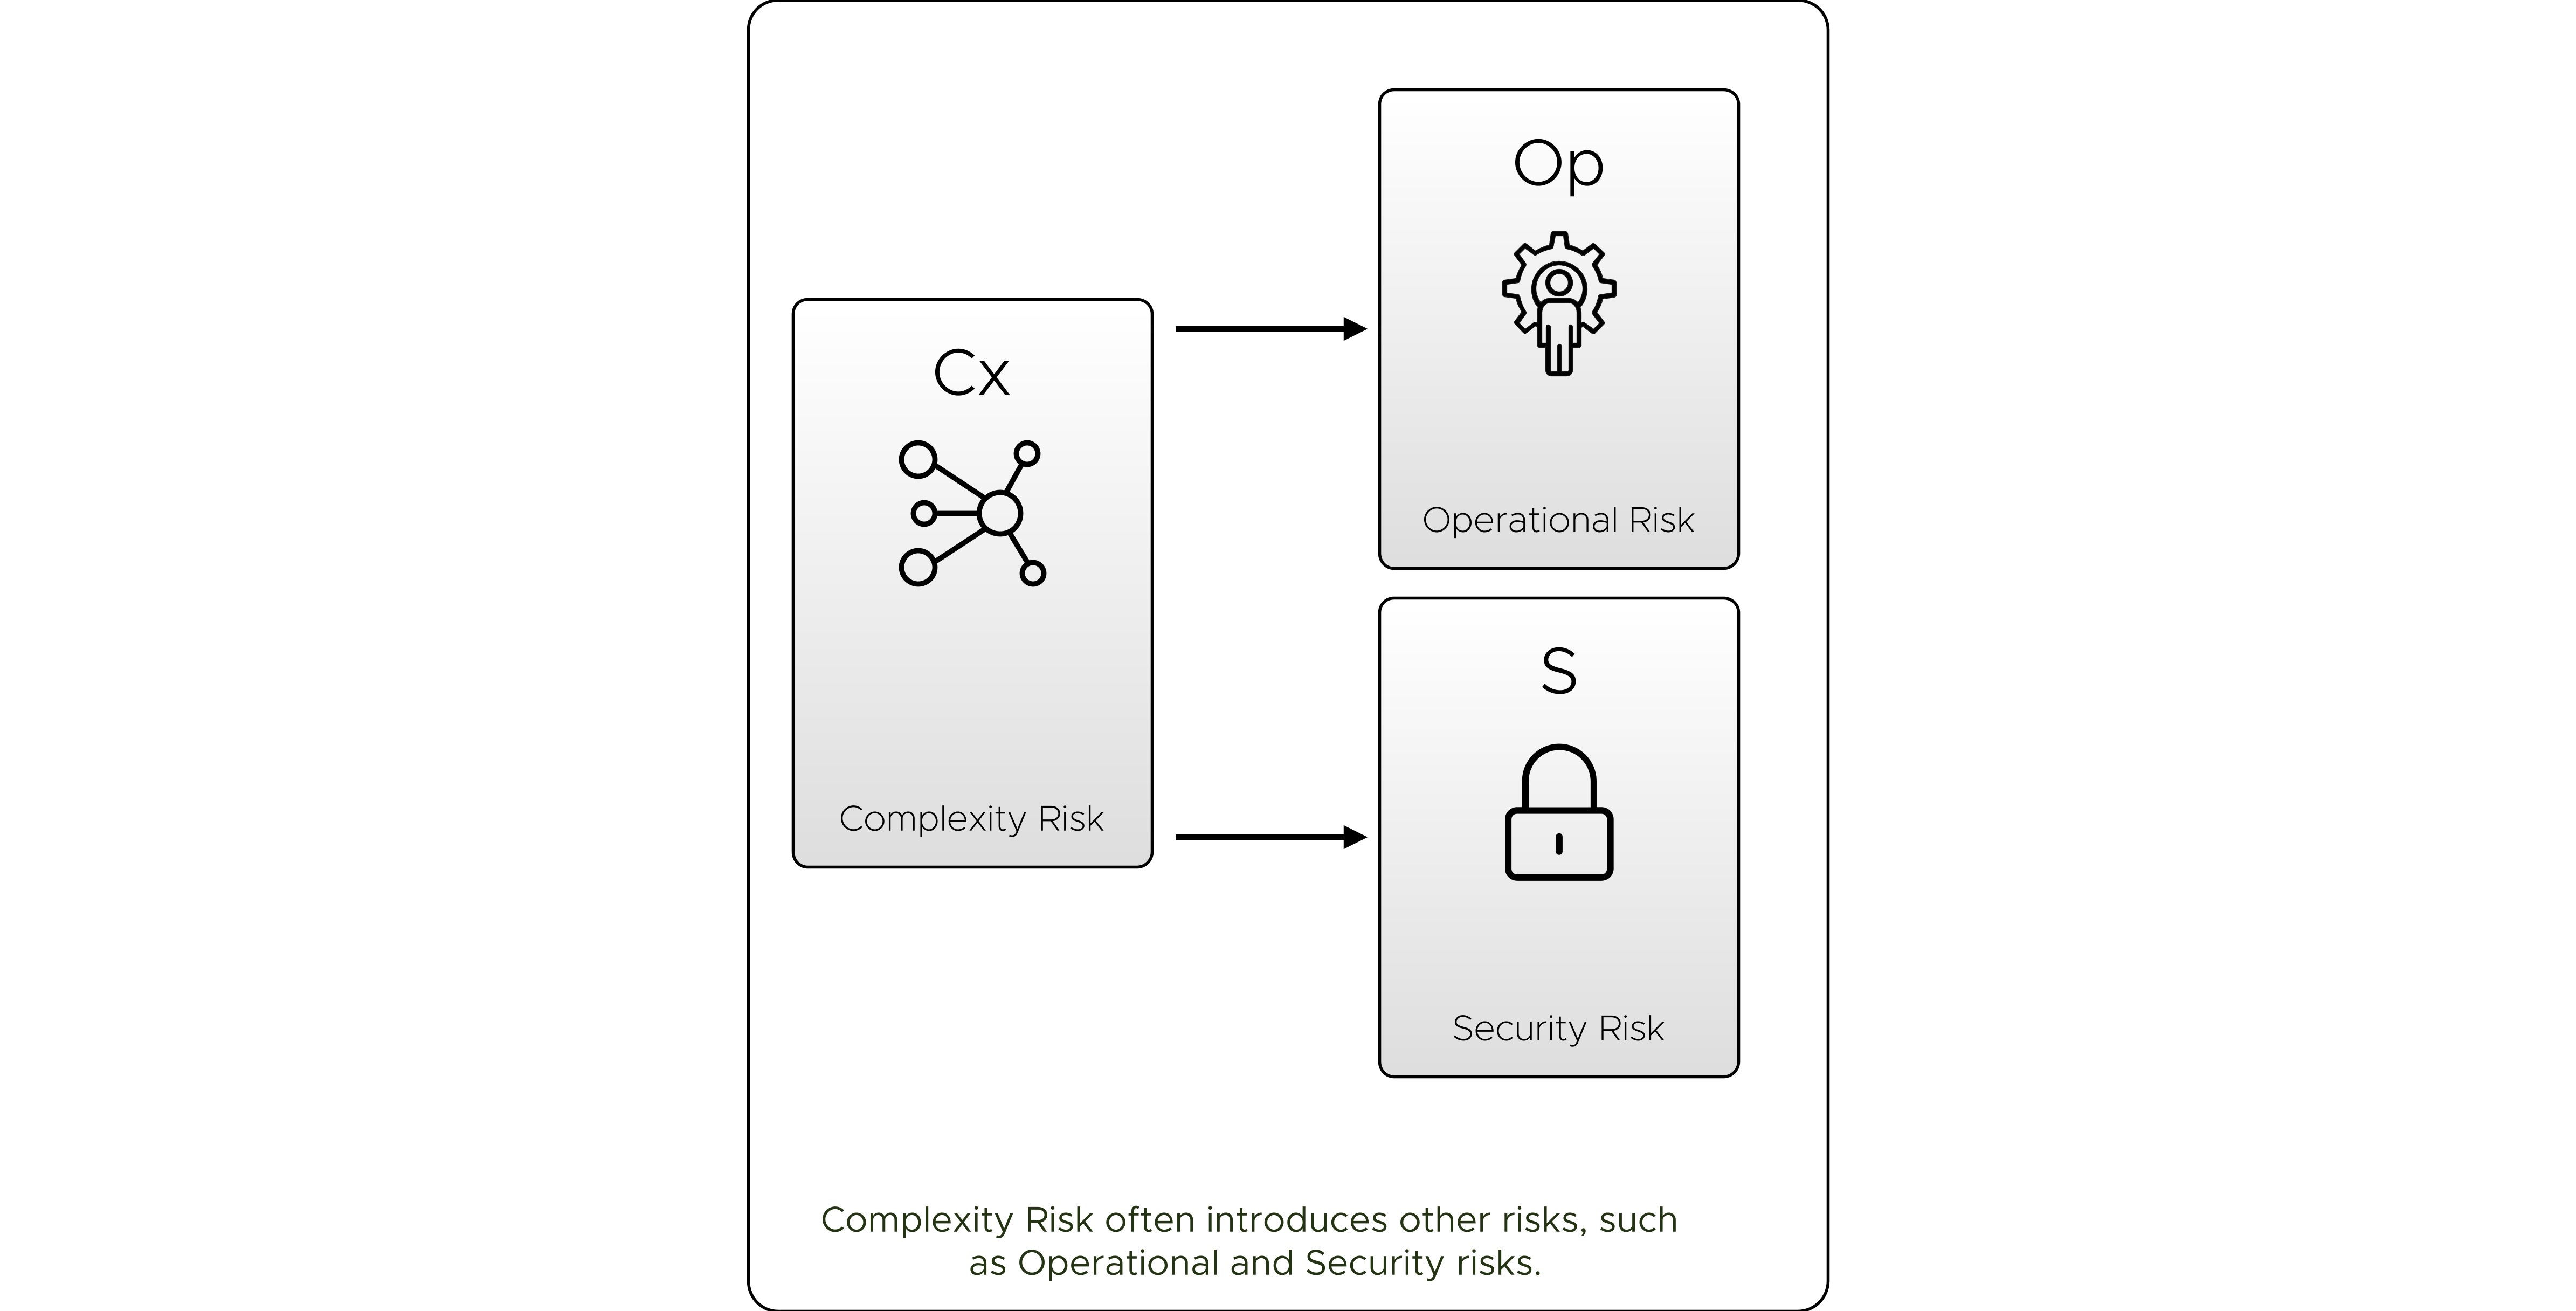 Cx
Complexity Risk
Op
Operational Risk
S
Security Risk
Complexity Risk often introduces other risks, such
as Operational and Security risks.